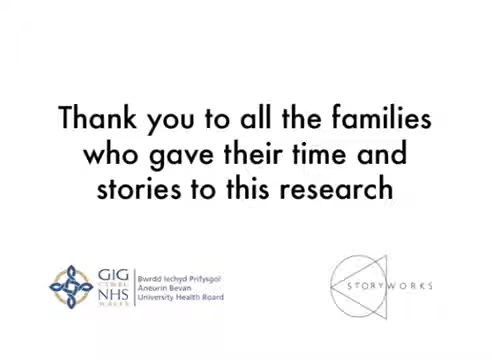 Thank you to all the families
who gave their time and
stories to this research
GIG
CYMRU
NHS
WALES
Bwrdd Iechyd Prifysgol
Aneurin Bevan
University Health Board
STORYWORKS